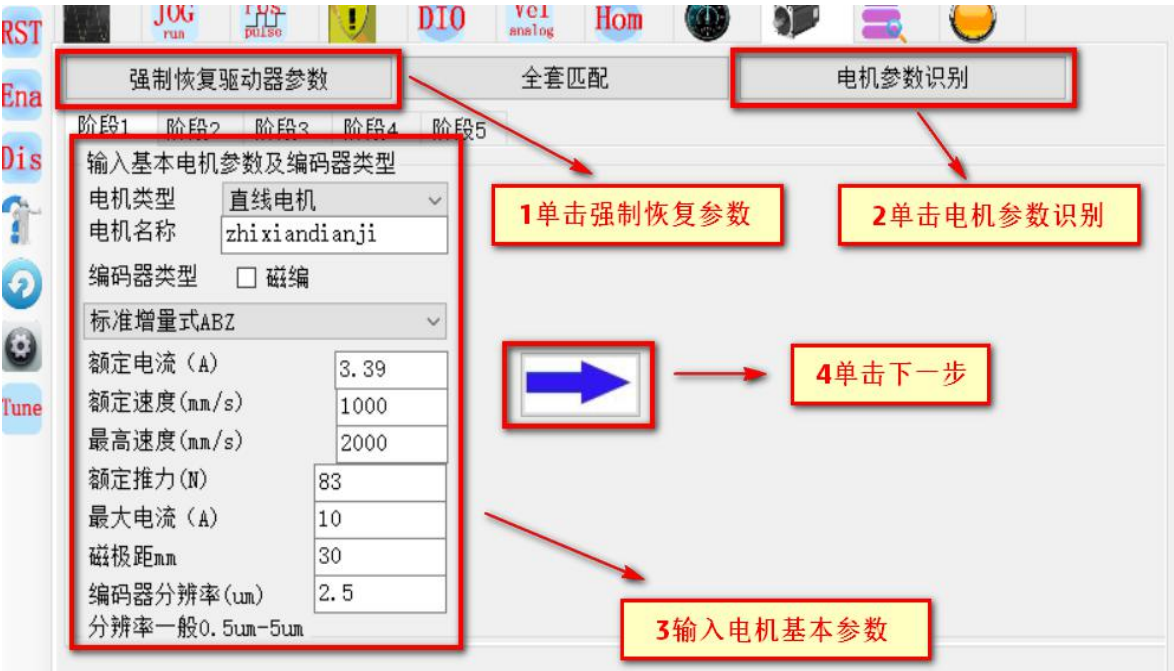 RST
JOG
run
pulse
DIO
Vel
analog
Hom
强制恢复驱动器参数
全套匹配
电机参数识别
Ena
阶段1 阶段2 阶段3 阶段4 阶段5
Dis
输入基本电机参数及编码器类型
电机类型 直线电机
电机名称 zhixiandianji
1单击强制恢复参数
2单击电机参数识别
编码器类型 磁编
标准增量式ABZ
额定电流（A） 3.39
4单击下一步
额定速度(mm/s) 1000
Tune
最高速度(mm/s) 2000
额定推力(N) 83
最大电流（A） 10
磁极距mm 30
编码器分辨率(um) 2.5
分辨率一般0.5um-5um
3输入电机基本参数